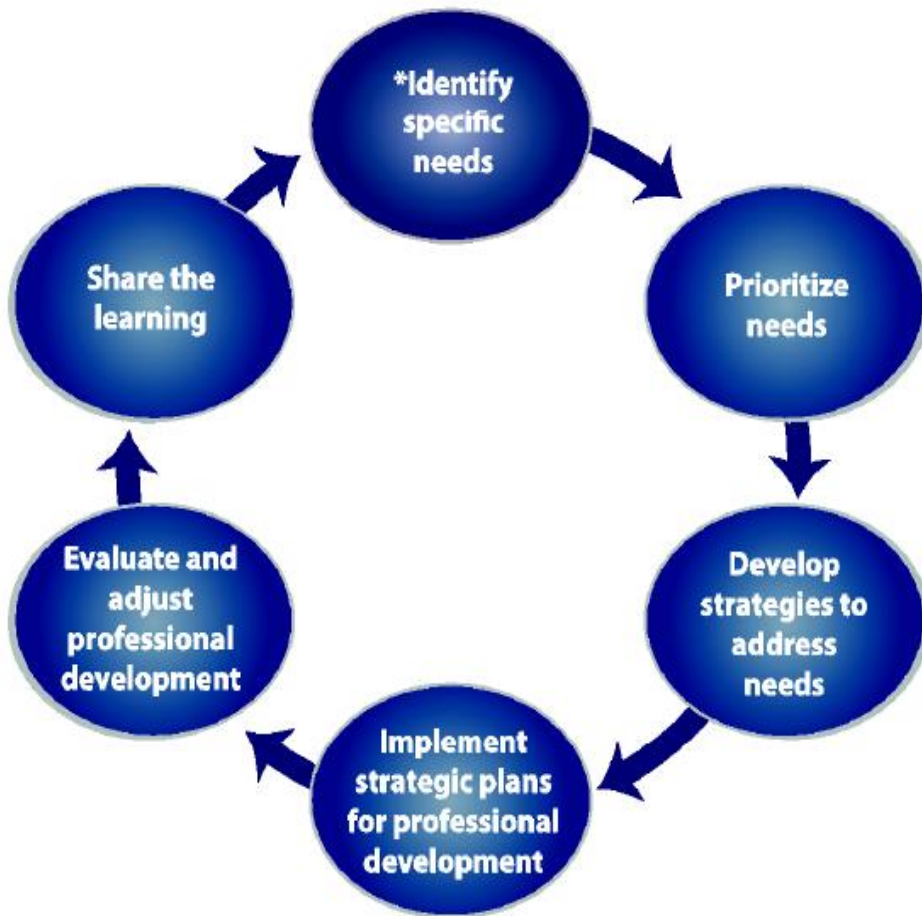 *Identify
specific
needs
Prioritize
needs
Develop
strategies to
address
needs
Implement
strategic plans
for professional
development
Evaluate and
adjust
professional
development
Share the
learning